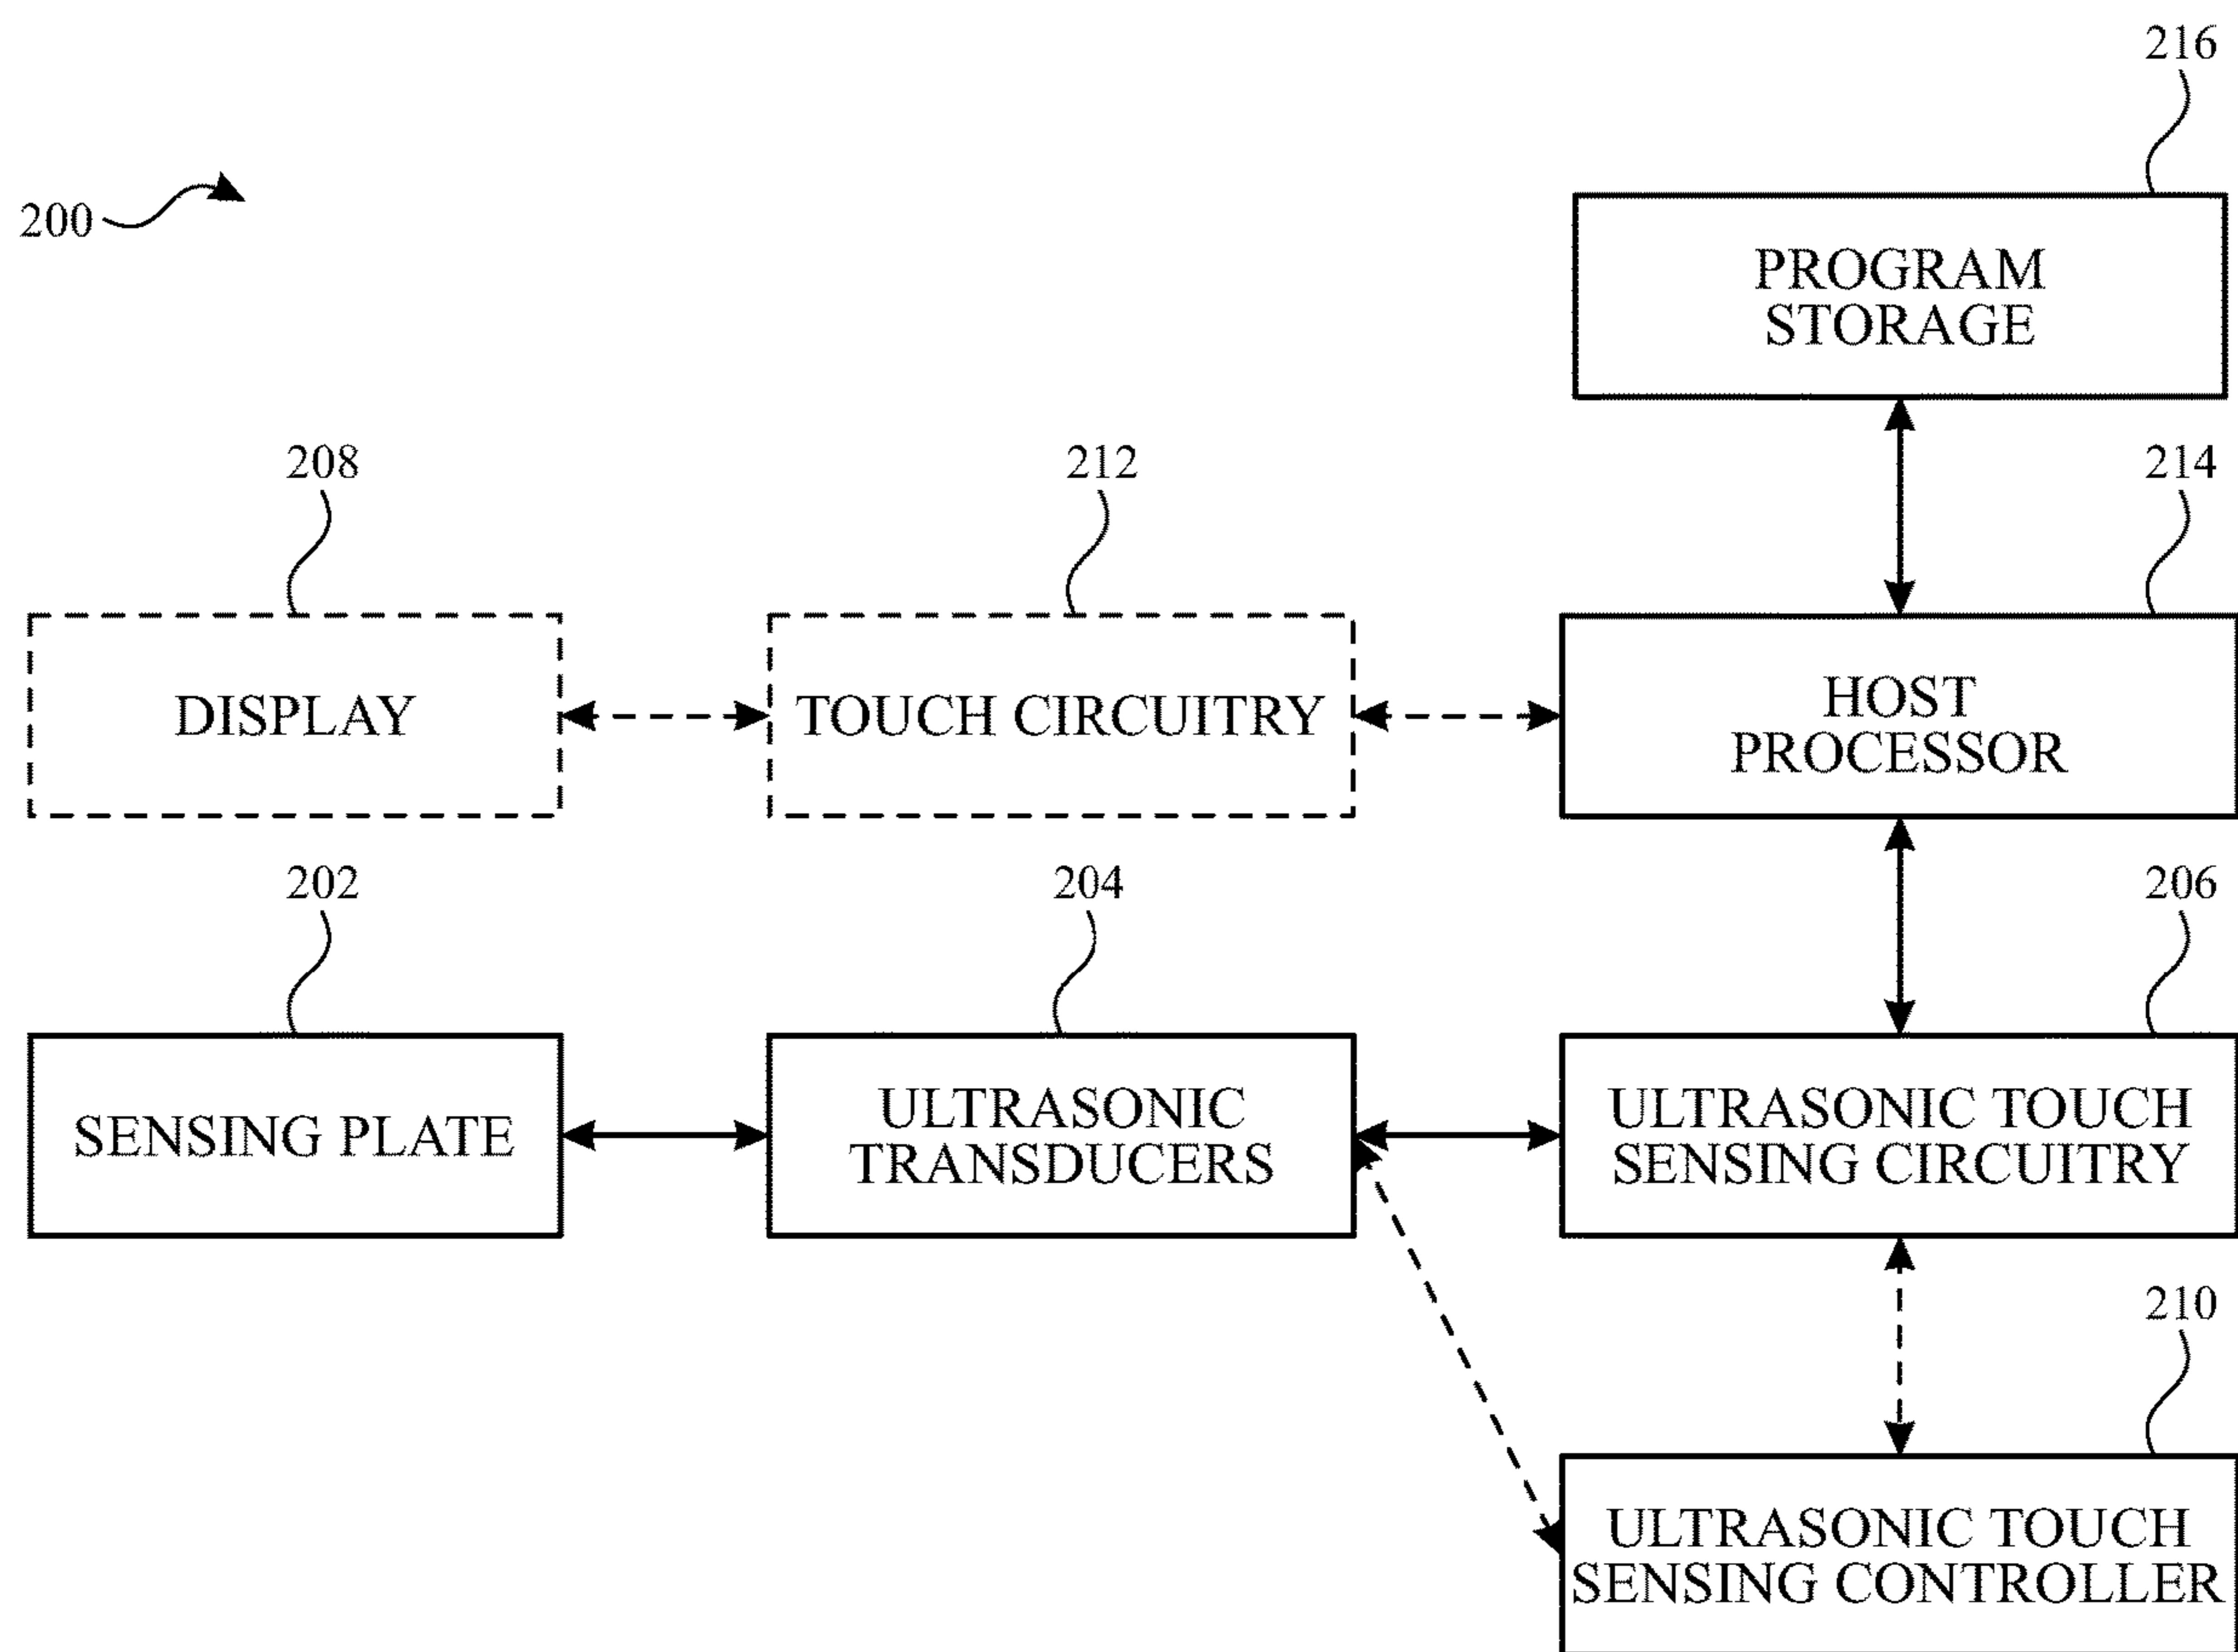 216
200
PROGRAM
STORAGE
208
212
214
DISPLAY
TOUCH CIRCUITRY
HOST
PROCESSOR
202
204
206
SENSING PLATE
ULTRASONIC
TRANSDUCERS
ULTRASONIC TOUCH
SENSING CIRCUITRY
210
ULTRASONIC TOUCH
SENSING CONTROLLER